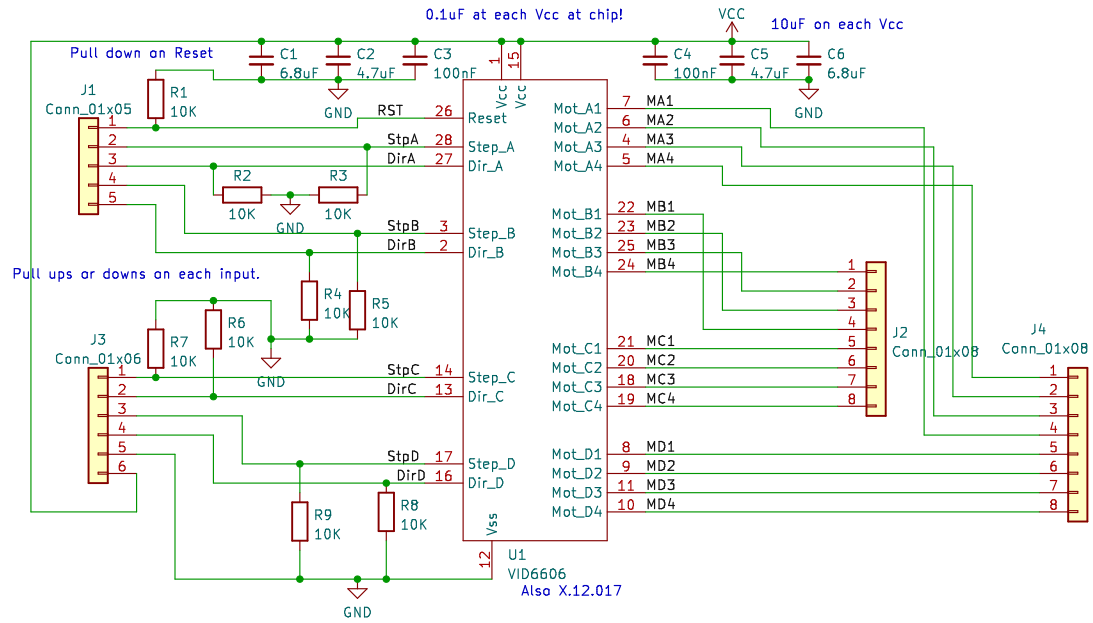 0.1uF at each Vcc at chip!
VCC
10uF on each Vcc
Pull down on Reset
C1
6.8uF
C2
4.7uF
C3
100nF
C4
100nF
C5
4.7uF
C6
6.8uF
GND
GND
1
Vcc
15
Vcc
J1
Conn_01x05
1
2
3
4
5
R1
10K
RST
26
Reset
StpA
28
Step_A
DirA
27
Dir_A
R2
10K
R3
10K
GND
StpB
3
Step_B
DirB
2
Dir_B
Pull ups or downs on each input.
R4
10K
R5
10K
R6
10K
R7
10K
GND
J3
Conn_01x06
1
2
3
4
5
6
StpC
14
Step_C
DirC
13
Dir_C
StpD
17
Step_D
DirD
16
Dir_D
R9
10K
R8
10K
GND
Vss
12
U1
VID6606
Also X.12.017
Mot_A1
7
MA1
Mot_A2
6
MA2
Mot_A3
4
MA3
Mot_A4
5
MA4
Mot_B1
22
MB1
Mot_B2
23
MB2
Mot_B3
25
MB3
Mot_B4
24
MB4
Mot_C1
21
MC1
Mot_C2
20
MC2
Mot_C3
18
MC3
Mot_C4
19
MC4
Mot_D1
8
MD1
Mot_D2
9
MD2
Mot_D3
11
MD3
Mot_D4
10
MD4
1
2
3
4
5
6
7
8
J2
Conn_01x08
J4
Conn_01x08
1
2
3
4
5
6
7
8